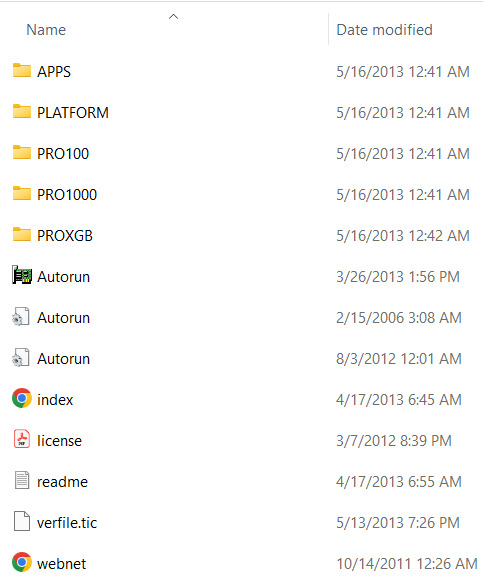 Name Date modified
APPS 5/16/2013 12:41 AM
PLATFORM 5/16/2013 12:41 AM
PRO100 5/16/2013 12:41 AM
PRO1000 5/16/2013 12:41 AM
PROXGB 5/16/2013 12:42 AM
Autorun 3/26/2013 1:56 PM
Autorun 2/15/2006 3:08 AM
Autorun 8/3/2012 12:01 AM
index 4/17/2013 6:45 AM
license 3/7/2012 8:39 PM
readme 4/17/2013 6:55 AM
verfile.tic 5/13/2013 7:26 PM
webnet 10/14/2011 12:26 AM